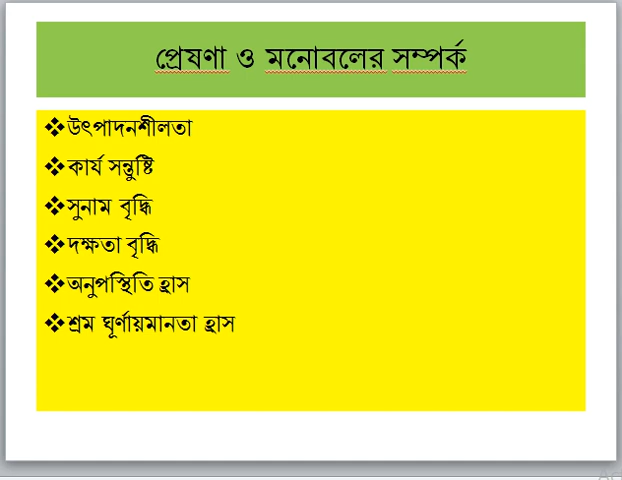 প্রেষণা ও মনোবলের সম্পর্ক
❖উৎপাদনশীলতা
❖কার্য সন্তুষ্টি
❖সুনাম বৃদ্ধি
❖দক্ষতা বৃদ্ধি
❖অনুপস্থিতি হ্রাস
❖শ্রম ঘূর্ণায়মানতা হ্রাস